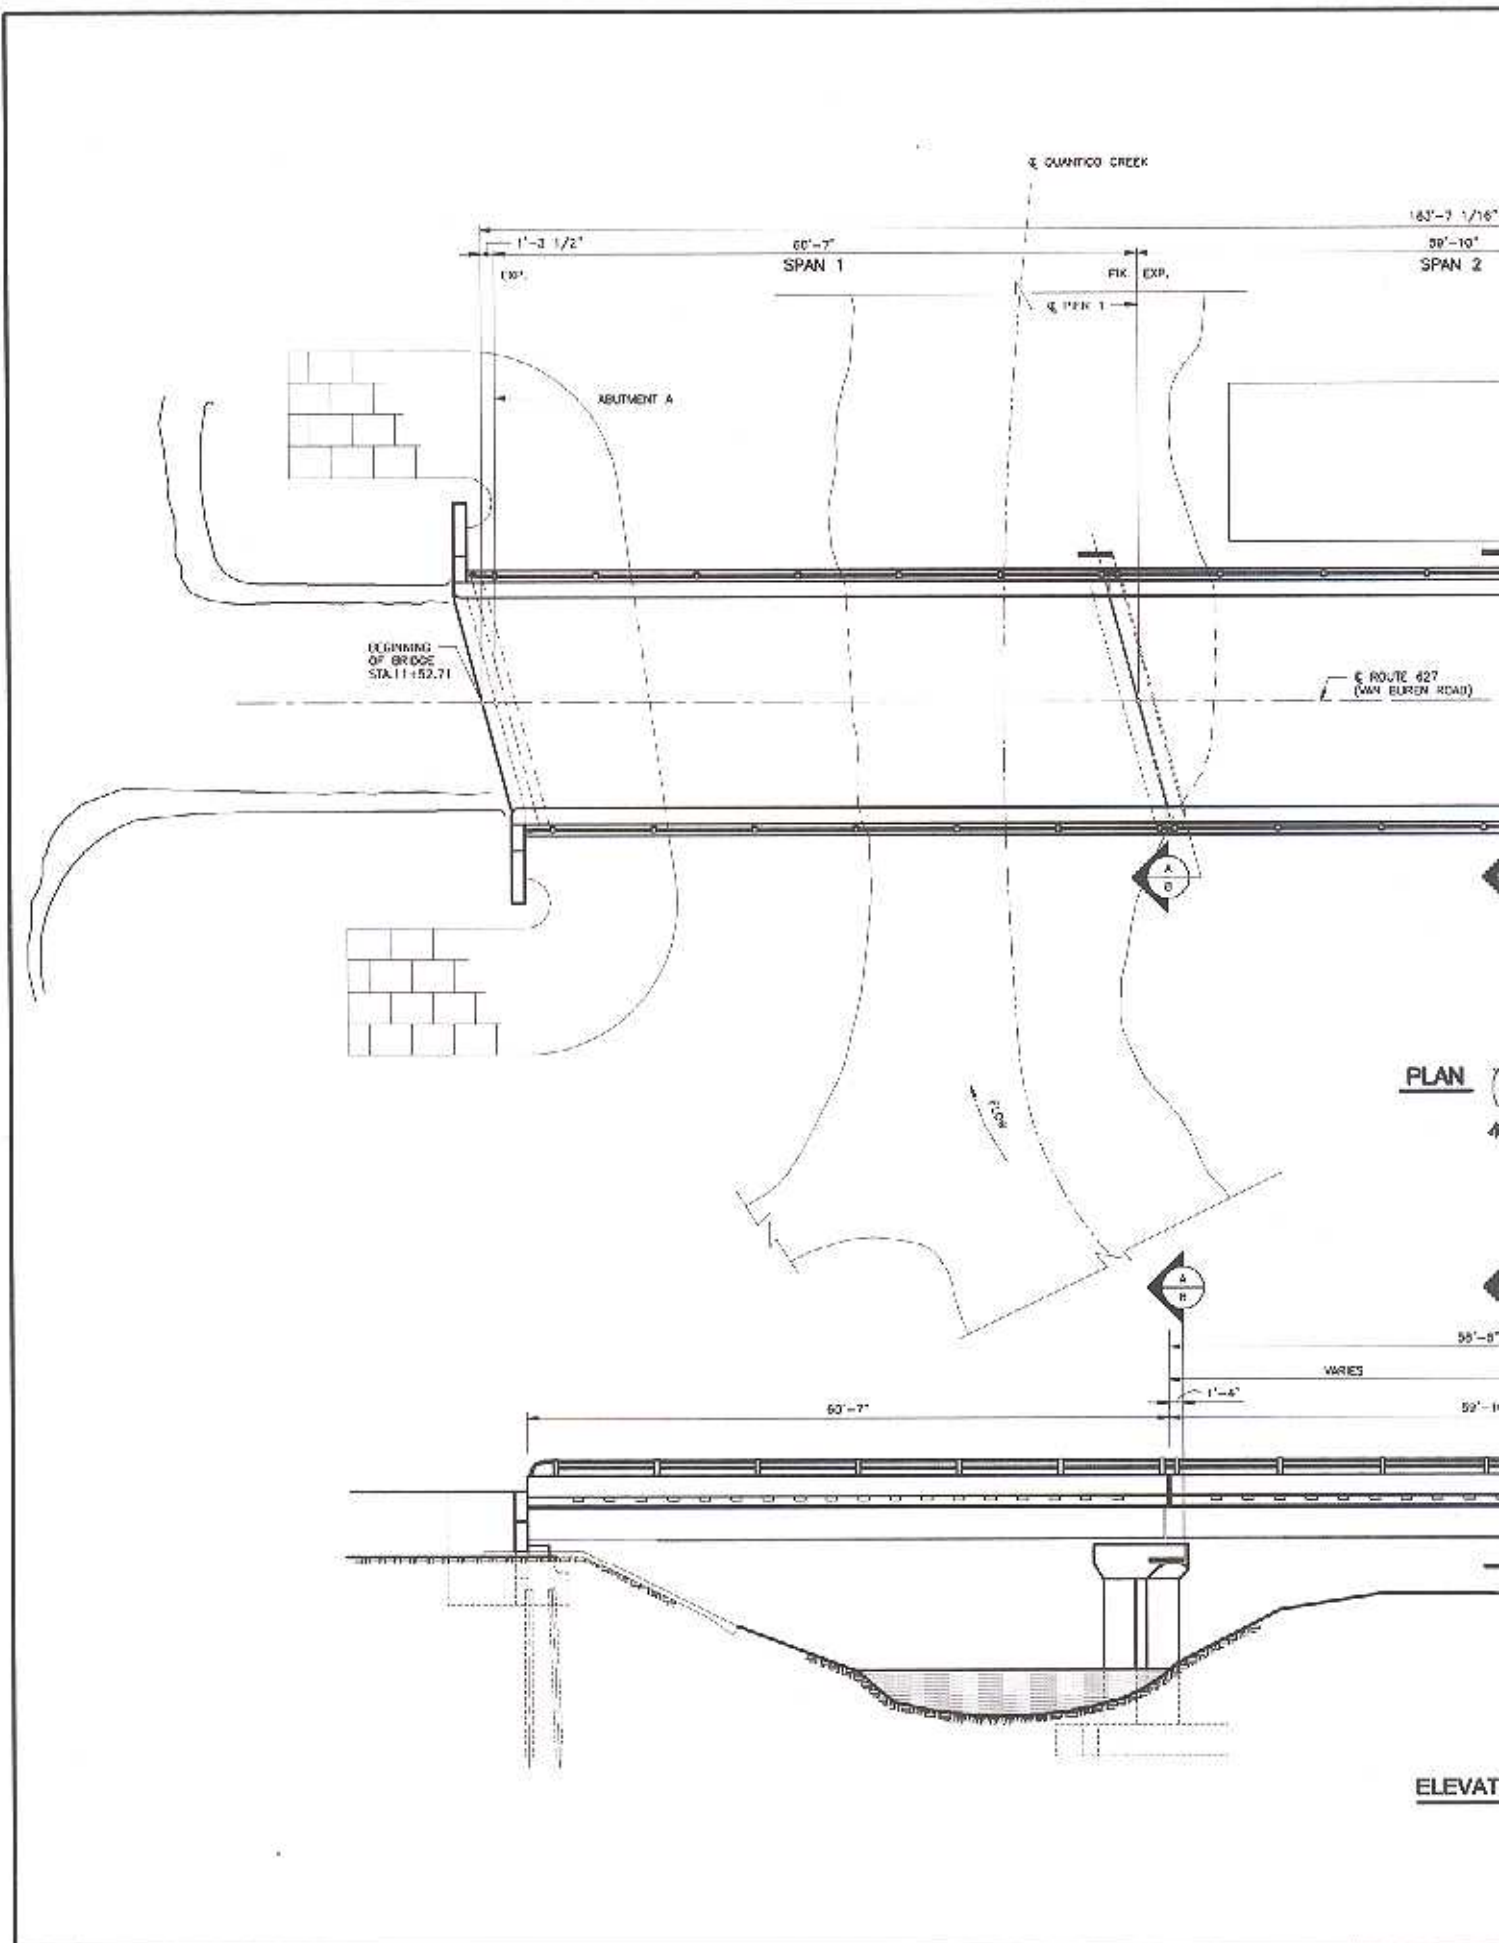 ℄ QUANTICO CREEK
183'-7 1/16"
1'-3 1/2"
60'-7"
59'-10"
SPAN 1
SPAN 2
EXP.
FIX.
EXP.
℄ PIER 1
ABUTMENT A
BEGINNING
OF BRIDGE
STA.11+52.71
℄ ROUTE 627
(VAN BUREN ROAD)
A
B
PLAN
FLOW
A
B
VARIES
1'-4"
60'-7"
ELEVAT